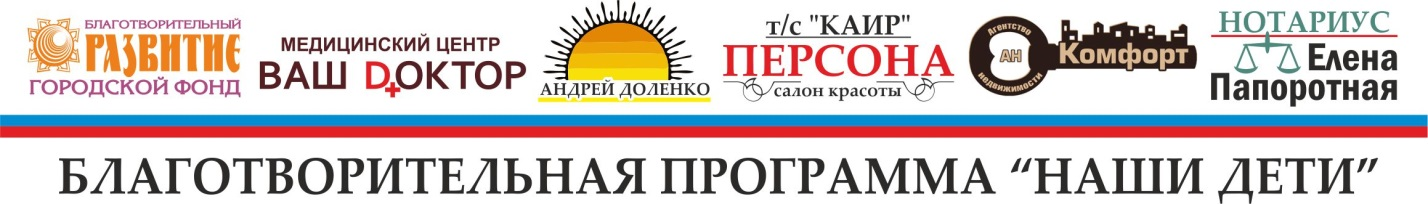 БЛАГОТВОРИТЕЛЬНЫЙ
РАЗВИТИЕ
ГОРОДСКОЙ ФОНД
МЕДИЦИНСКИЙ ЦЕНТР
ВАШ DОКТОР
АНДРЕЙ ДОЛЕНКО
т/с "КАИР"
ПЕРСОНА
салон красоты
Агентство
АН
недвижимости
Комфорт
НОТАРИУС
Елена
Папоротная
БЛАГОТВОРИТЕЛЬНАЯ ПРОГРАММА “НАШИ ДЕТИ”